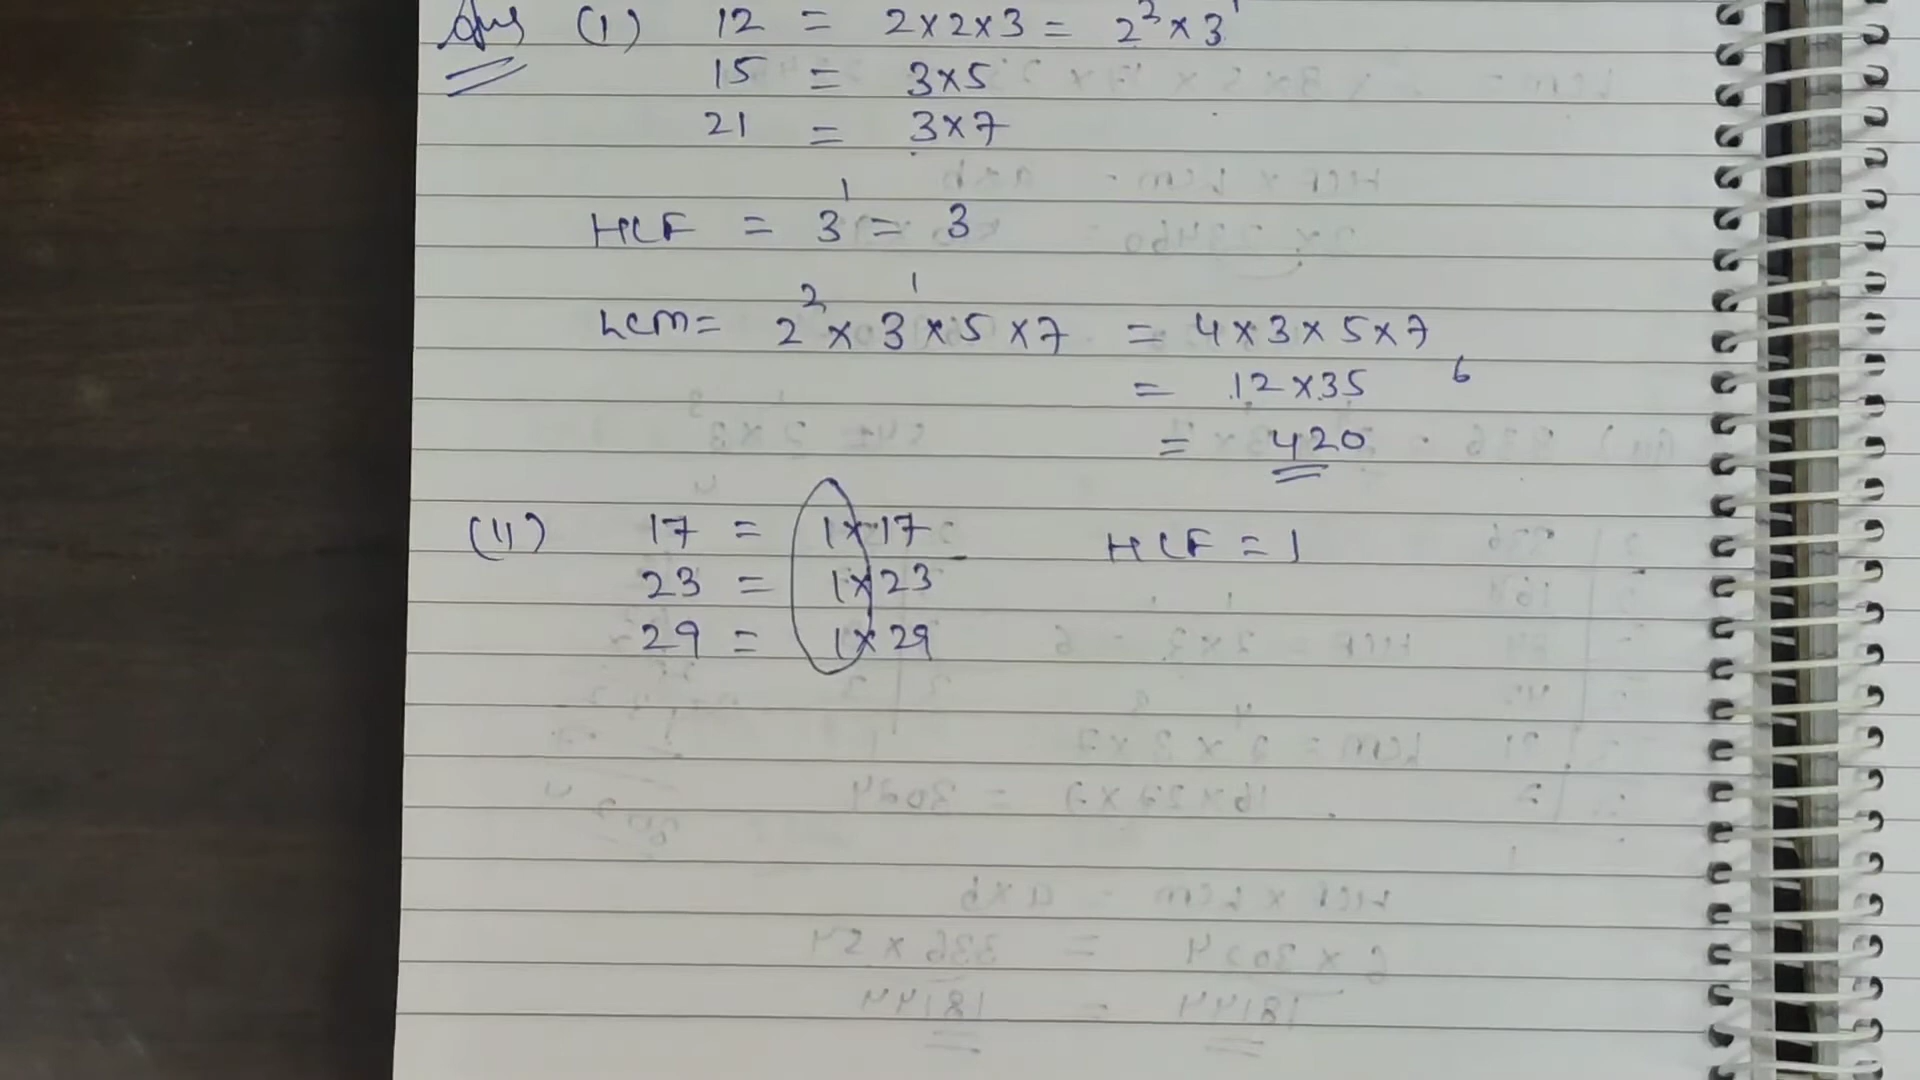 Ans (I) 12 = 2×2×3 = 2² × 3¹
15 = 3×5
21 = 3×7
HCF = 3¹ = 3
LCM = 2² × 3¹ × 5 × 7 = 4×3×5×7
= 12×35 6
= 420
(II) 17 = 1×17 HCF = 1
23 = 1×23
29 = 1×29